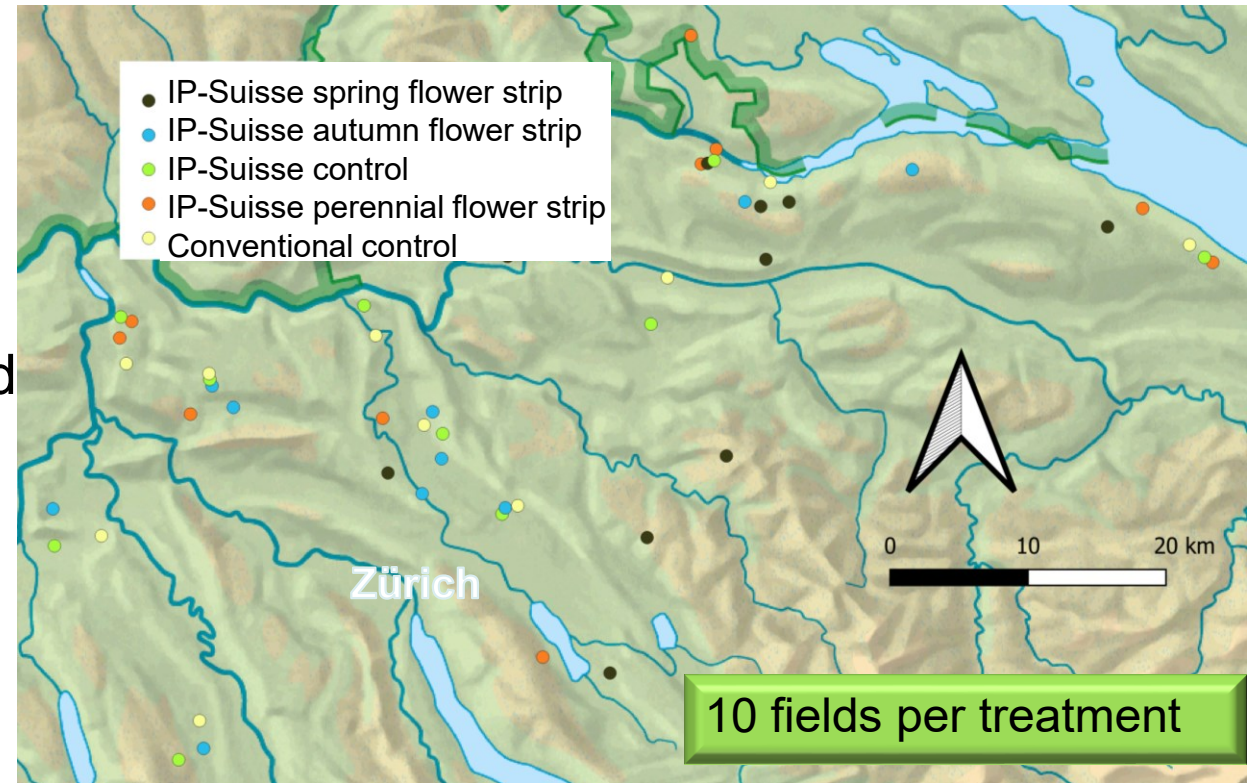 IP-Suisse spring flower strip
IP-Suisse autumn flower strip
IP-Suisse control
IP-Suisse perennial flower strip
Conventional control
d
0 10 20 km
Zürich
10 fields per treatment